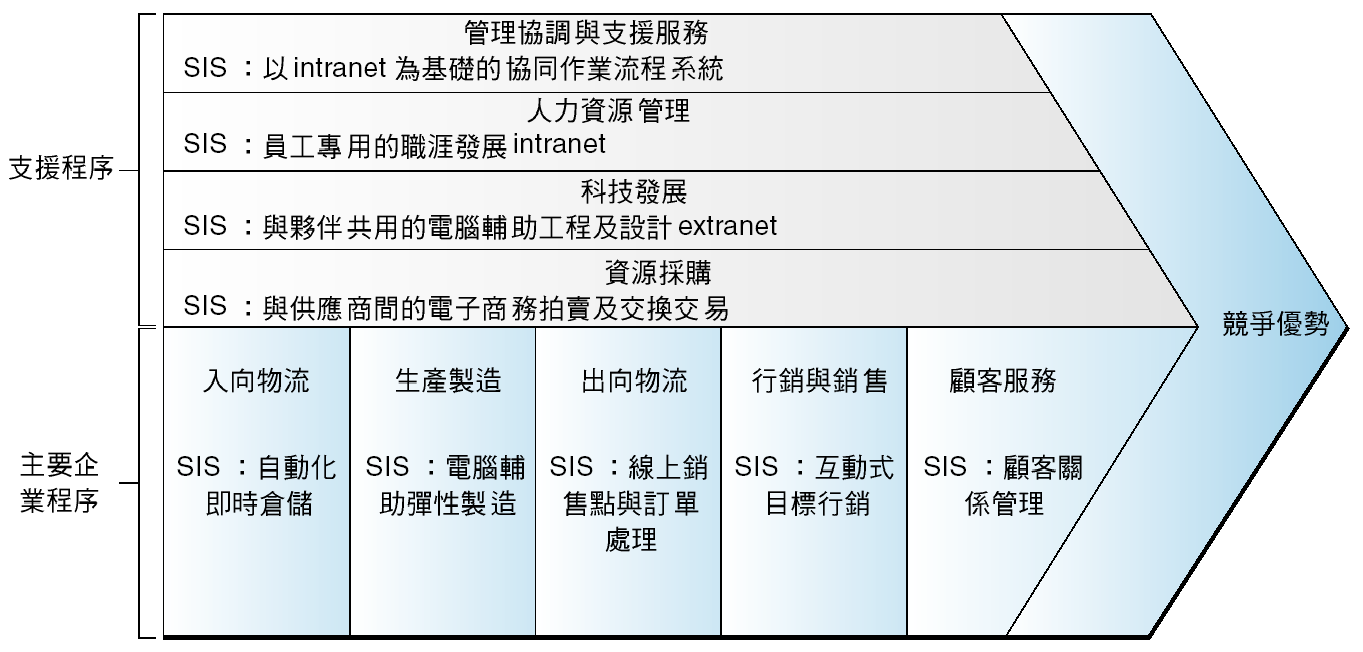 支援程序
管理協調與支援服務
SIS ：以 intranet 為基礎的協同作業流程系統
人力資源管理
SIS ：員工專用的職涯發展 intranet
科技發展
SIS ：與夥伴共用的電腦輔助工程及設計 extranet
資源採購
SIS ：與供應商間的電子商務拍賣及交換交易
競爭優勢
主要企
業程序
入向物流
SIS ：自動化
即時倉儲
生產製造
SIS ：電腦輔
助彈性製造
出向物流
SIS ：線上銷
售點與訂單
處理
行銷與銷售
SIS ：互動式
目標行銷
顧客服務
SIS ：顧客關
係管理